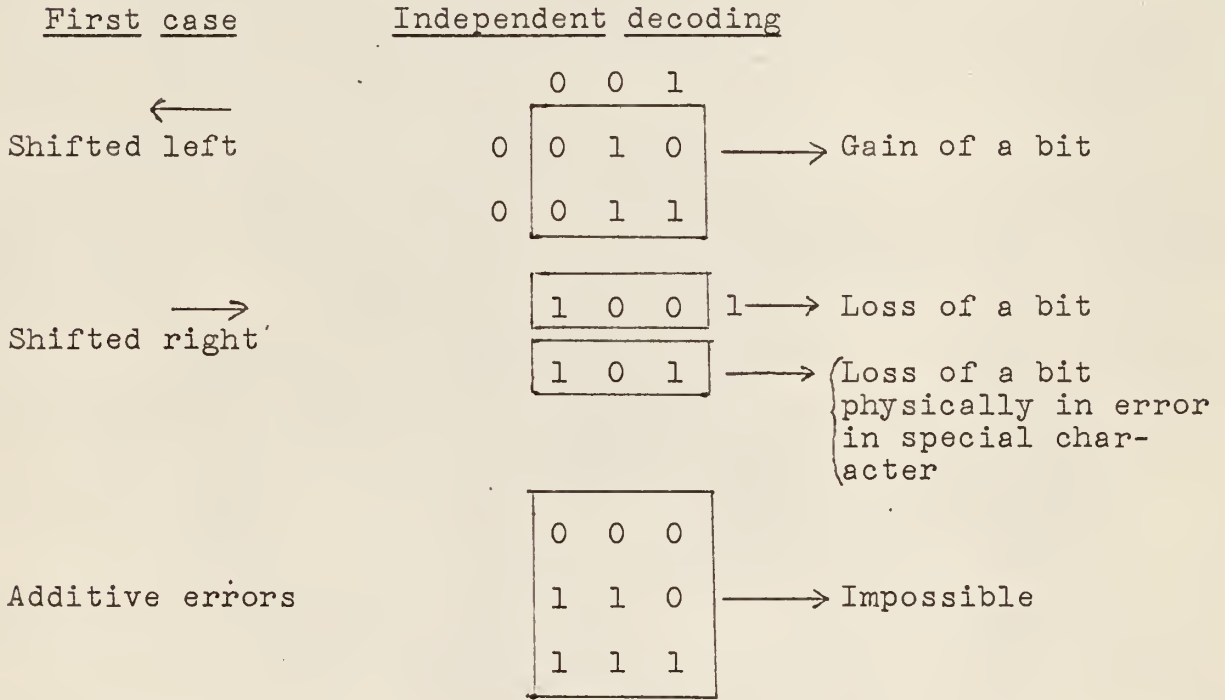 First case Independent decoding
0 0 1
Shifted left 0 0 1 0 → Gain of a bit
0 0 1 1
Shifted right 1 0 0 1 → Loss of a bit
1 0 1 → Loss of a bit
physically in error
in special char-
acter
0 0 0
Additive errors 1 1 0 → Impossible
1 1 1